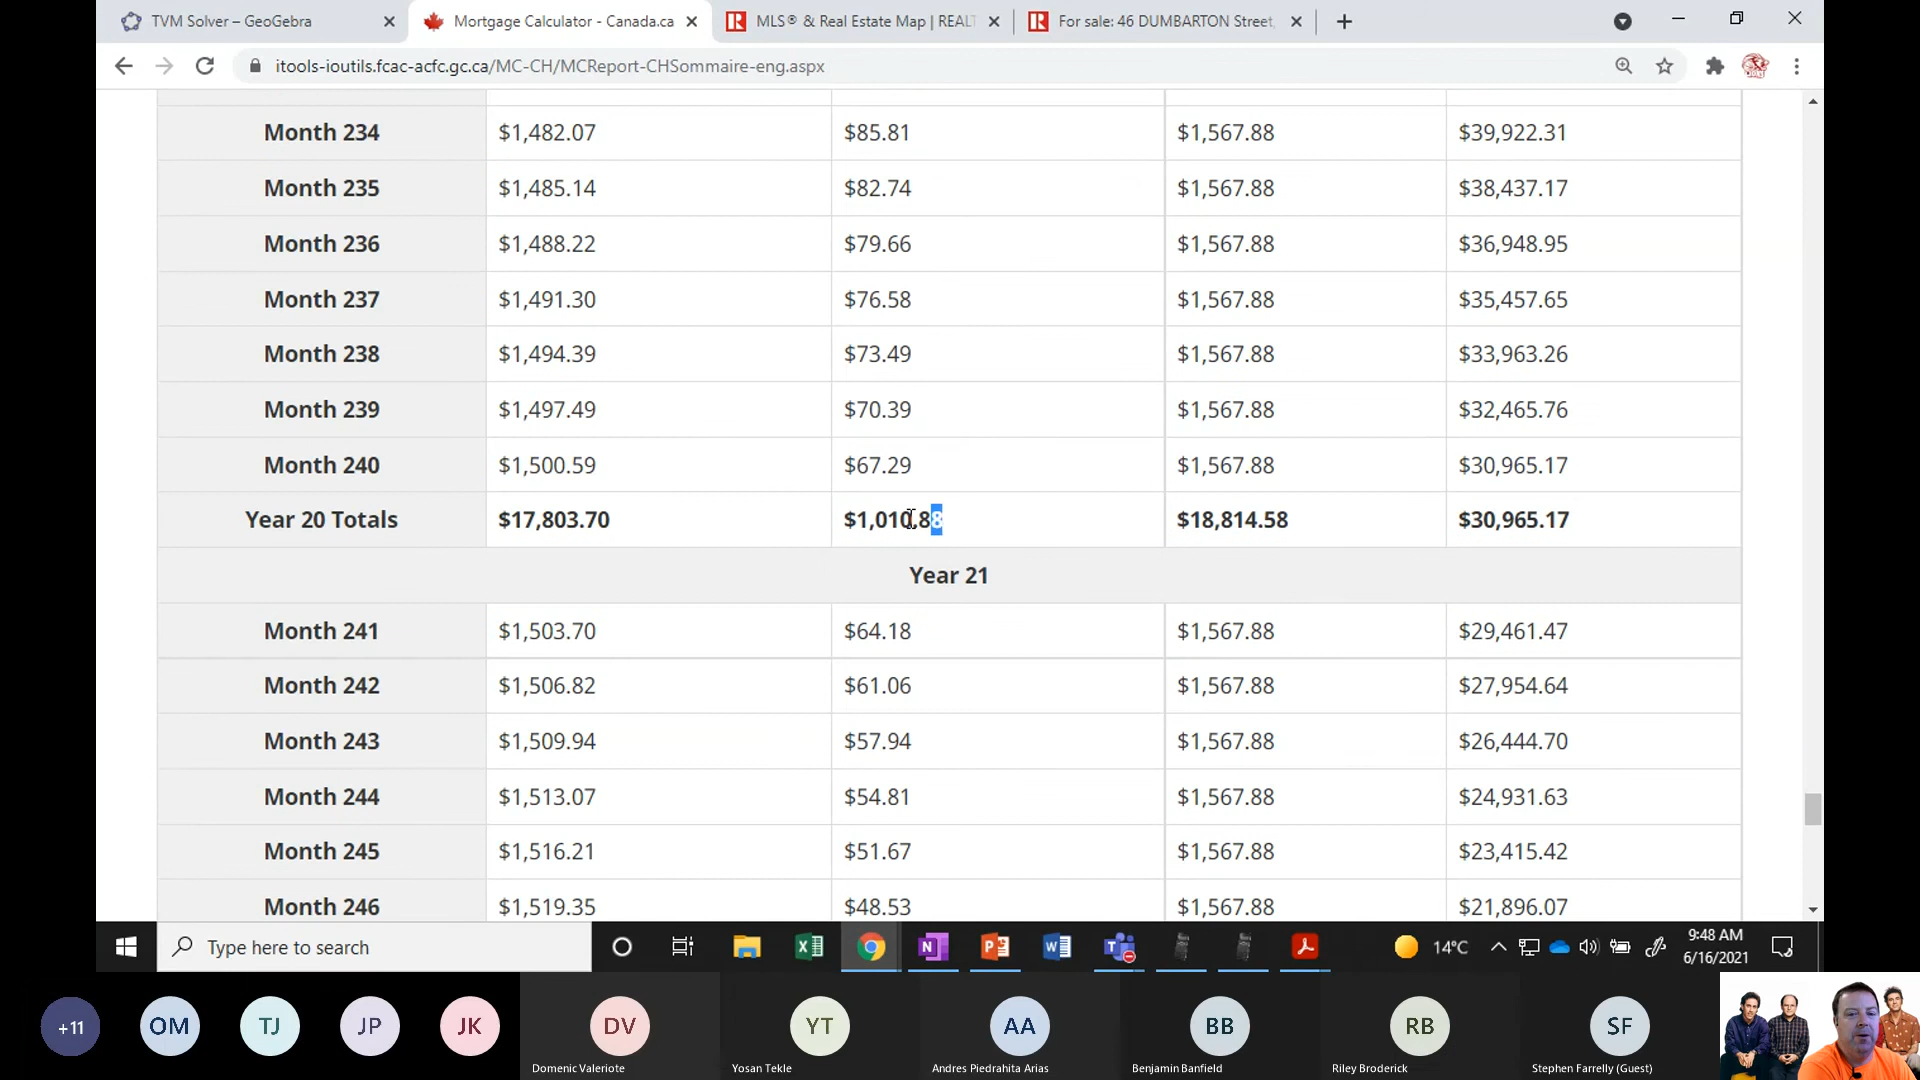 TVM Solver – GeoGebra
Mortgage Calculator - Canada.ca
MLS® & Real Estate Map | REALT
For sale: 46 DUMBARTON Street,
itools-ioutils.fcac-acfc.gc.ca/MC-CH/MCReport-CHSommaire-eng.aspx
Month 234 $1,482.07 $85.81 $1,567.88 $39,922.31
Month 235 $1,485.14 $82.74 $1,567.88 $38,437.17
Month 236 $1,488.22 $79.66 $1,567.88 $36,948.95
Month 237 $1,491.30 $76.58 $1,567.88 $35,457.65
Month 238 $1,494.39 $73.49 $1,567.88 $33,963.26
Month 239 $1,497.49 $70.39 $1,567.88 $32,465.76
Month 240 $1,500.59 $67.29 $1,567.88 $30,965.17
Year 20 Totals $17,803.70 $1,010.88 $18,814.58 $30,965.17
Year 21
Month 241 $1,503.70 $64.18 $1,567.88 $29,461.47
Month 242 $1,506.82 $61.06 $1,567.88 $27,954.64
Month 243 $1,509.94 $57.94 $1,567.88 $26,444.70
Month 244 $1,513.07 $54.81 $1,567.88 $24,931.63
Month 245 $1,516.21 $51.67 $1,567.88 $23,415.42
Month 246 $1,519.35 $48.53 $1,567.88 $21,896.07
Type here to search
14°C
9:48 AM
6/16/2021
+11 OM TJ JP JK DV YT AA BB RB SF
Domenic Valeriote Yosan Tekle Andres Piedrahita Arias Benjamin Banfield Riley Broderick Stephen Farrelly (Guest)